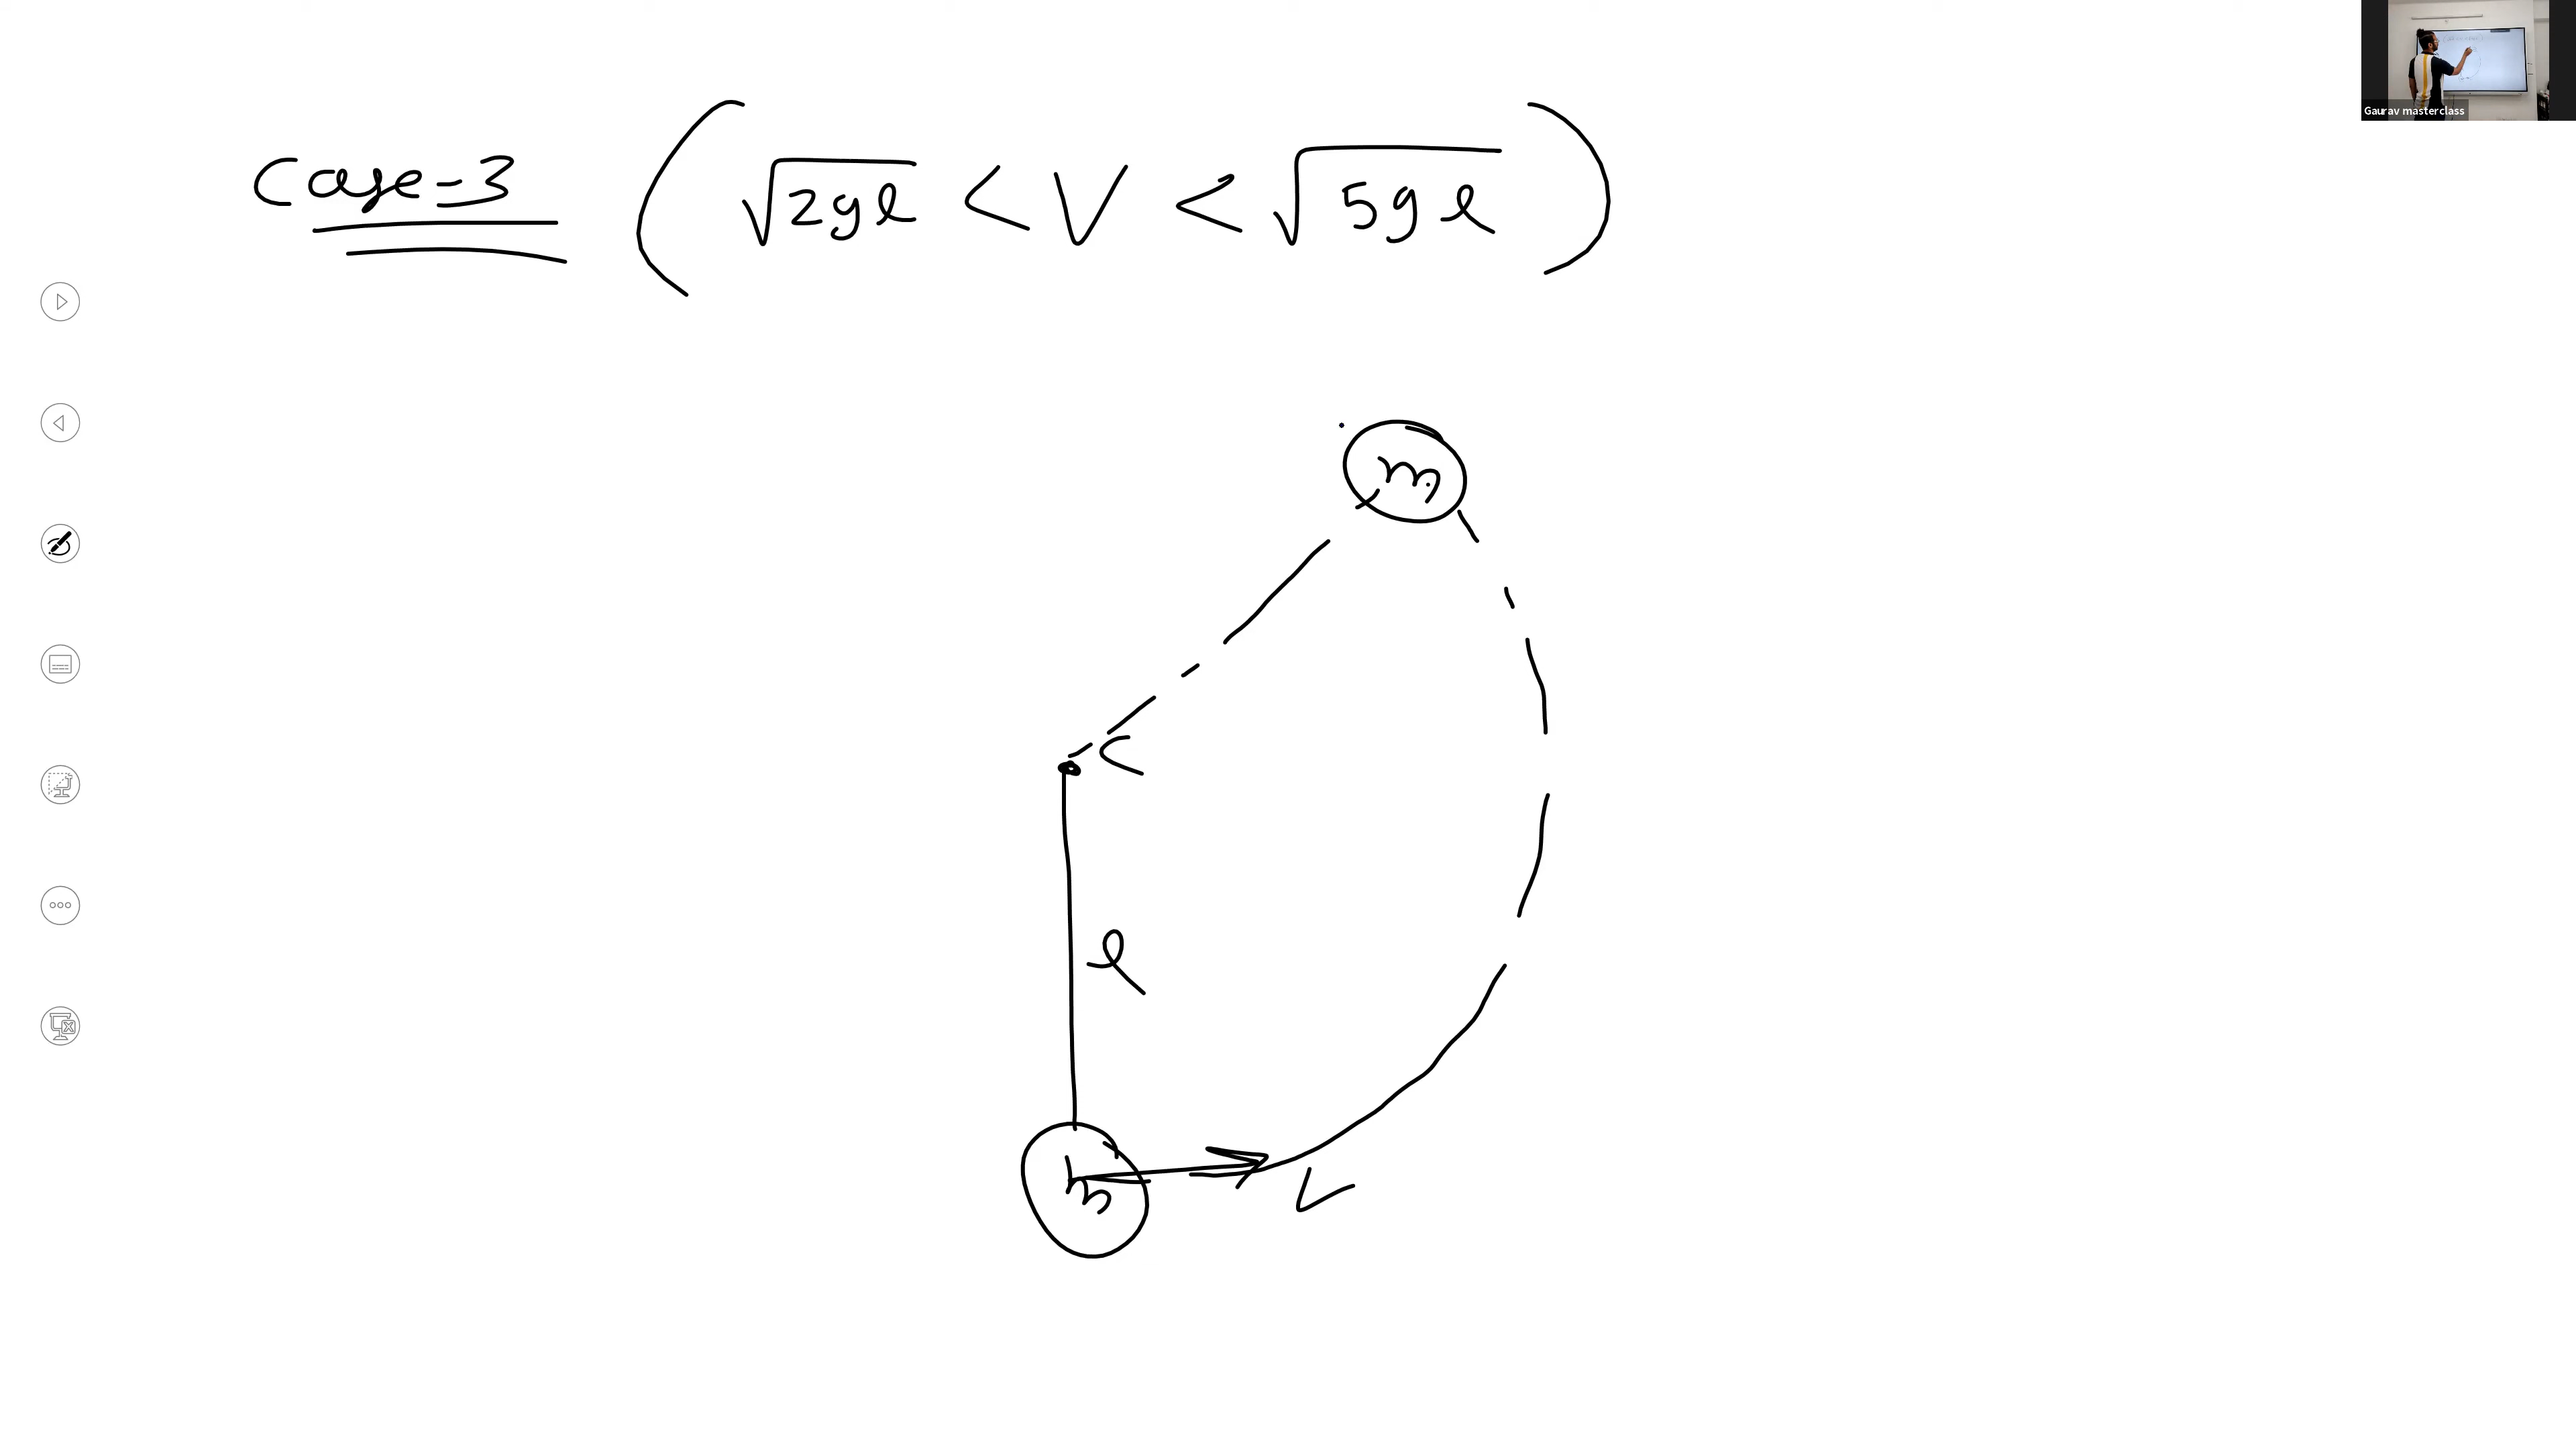 Case-3 (√2gl < V < √5gl)
Gaurav masterclass
m
C
l
m
V